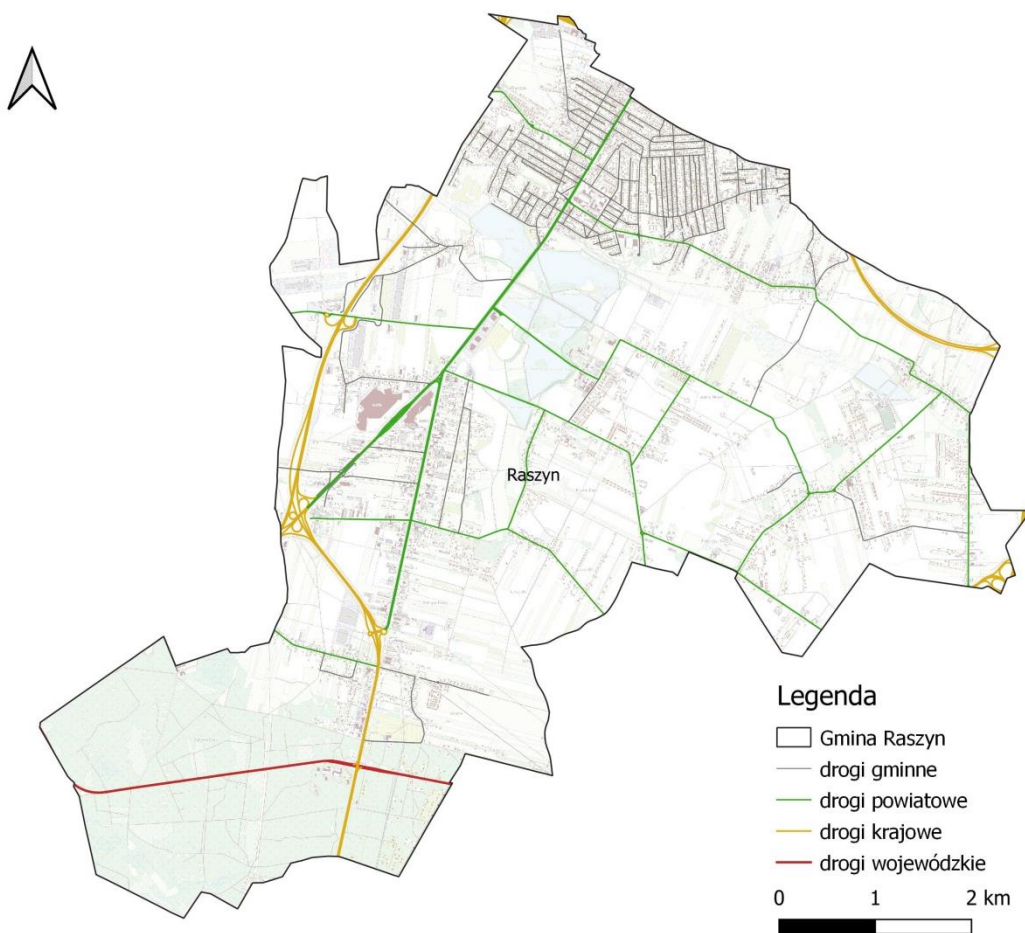 Raszyn
Legenda
Gmina Raszyn
drogi gminne
drogi powiatowe
drogi krajowe
drogi wojewódzkie
0 1 2 km